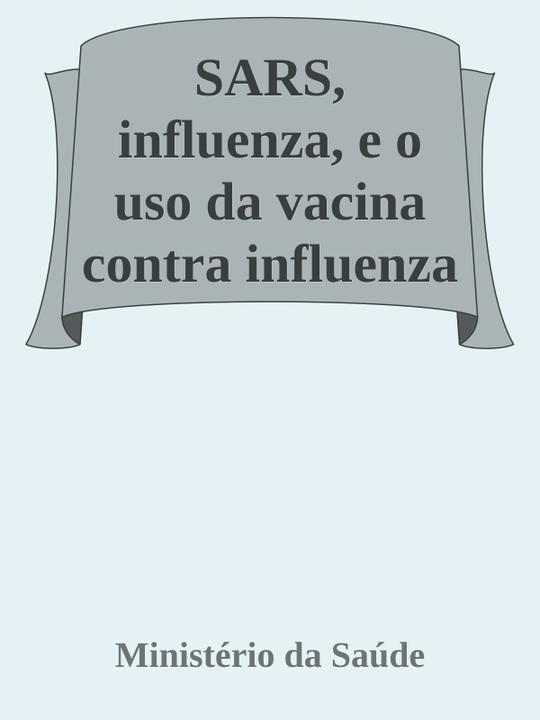 SARS,
influenza, e o
uso da vacina
contra influenza
Ministério da Saúde